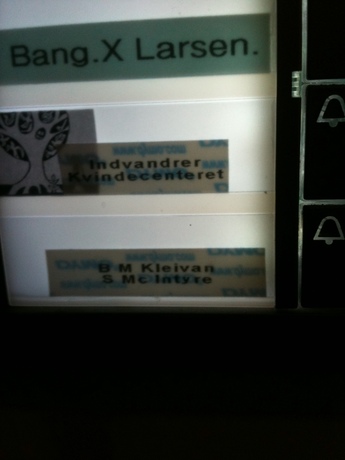 Bang.X Larsen.
Indvandrer
Kvindecenteret
B M Kleivan
S Mc Intyre